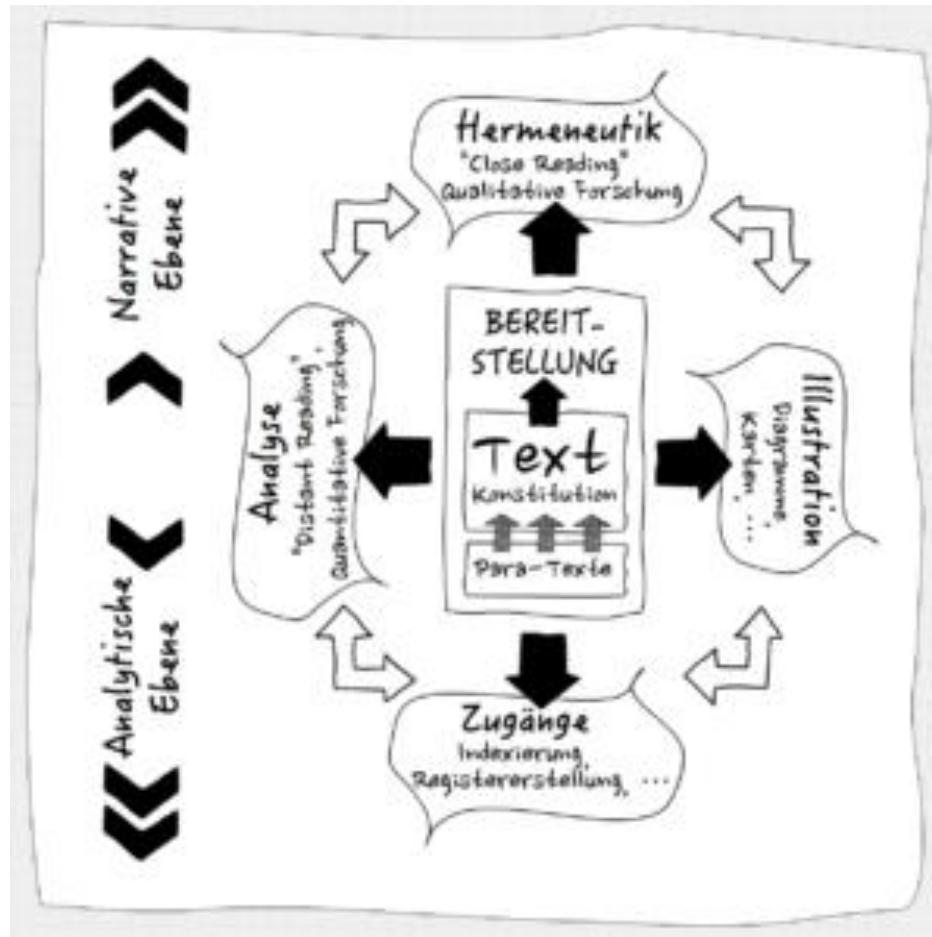 Narrative
Ebene
Analytische
Ebene
Hermeneutik
"Close Reading"
Qualitative Forschung
BEREIT-
STELLUNG
Text
Konstitution
Para-Texte
Analyse
"Distant Reading",
Quantitative Forschung
Illustration
Diagramme,
Karten, ...
Zugänge
Indexierung,
Registererstellung, ...